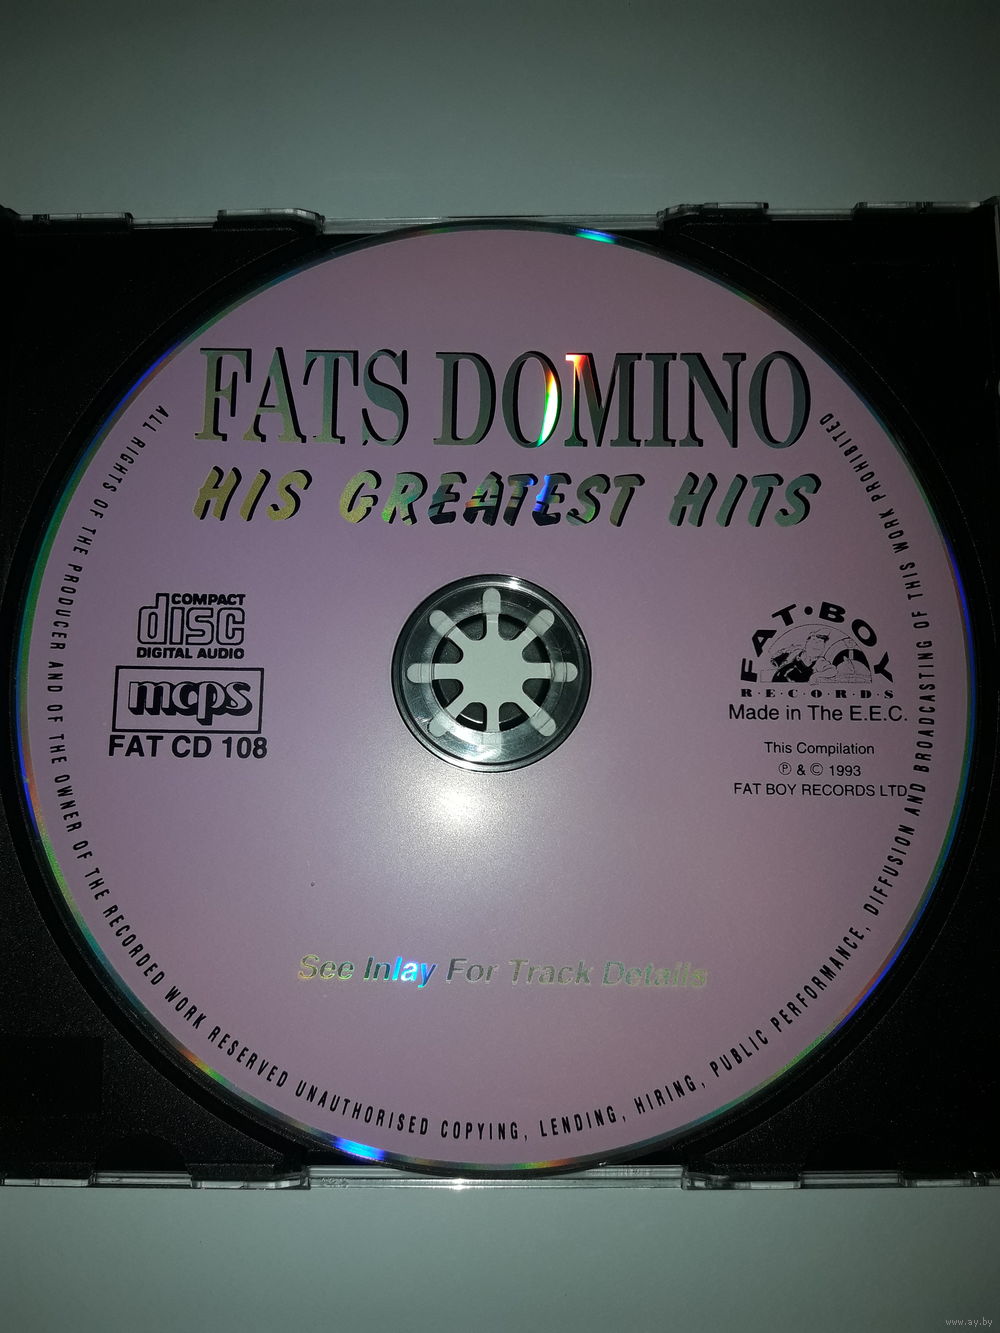 FATS DOMINO
HIS GREATEST HITS
COMPACT
disc
DIGITAL AUDIO
mcps
FAT CD 108
FAT•BOY
R•E•C•O•R•D•S
Made in The E.E.C.
This Compilation
℗ & © 1993
FAT BOY RECORDS LTD.
See Inlay For Track Details
ALL RIGHTS OF THE PRODUCER AND OF THE OWNER OF THE RECORDED WORK RESERVED UNAUTHORISED COPYING, LENDING, HIRING, PUBLIC PERFORMANCE, DIFFUSION AND BROADCASTING OF THIS WORK PROHIBITED
www.ay.by